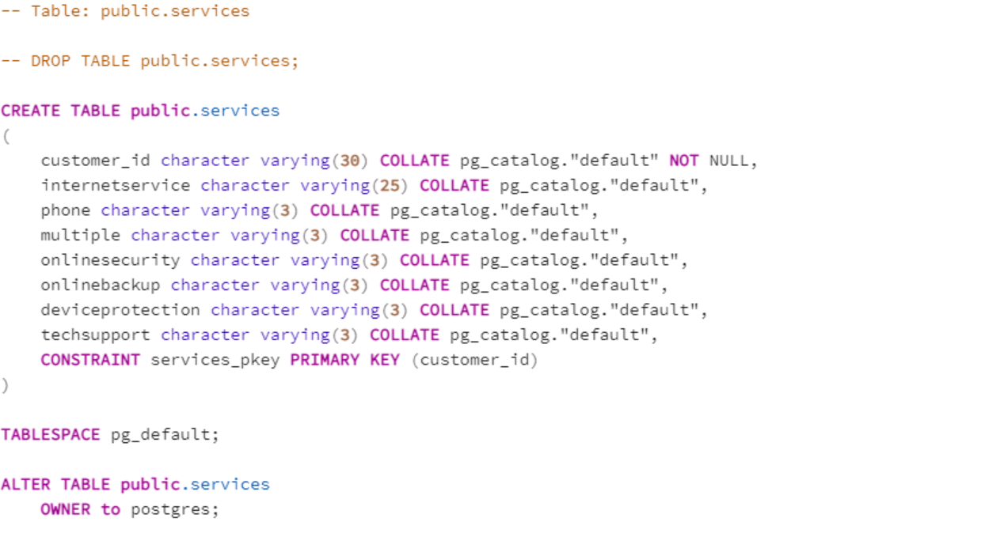 -- Table: public.services
-- DROP TABLE public.services;
CREATE TABLE public.services
(
    customer_id character varying(30) COLLATE pg_catalog."default" NOT NULL,
    internetservice character varying(25) COLLATE pg_catalog."default",
    phone character varying(3) COLLATE pg_catalog."default",
    multiple character varying(3) COLLATE pg_catalog."default",
    onlinesecurity character varying(3) COLLATE pg_catalog."default",
    onlinebackup character varying(3) COLLATE pg_catalog."default",
    deviceprotection character varying(3) COLLATE pg_catalog."default",
    techsupport character varying(3) COLLATE pg_catalog."default",
    CONSTRAINT services_pkey PRIMARY KEY (customer_id)
)
TABLESPACE pg_default;
ALTER TABLE public.services
    OWNER to postgres;